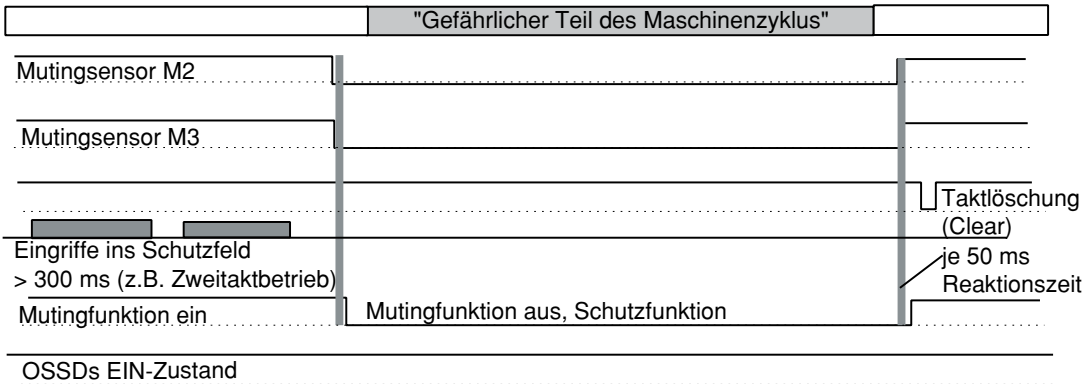 "Gefährlicher Teil des Maschinenzyklus"
Mutingsensor M2
Mutingsensor M3
Taktlöschung
(Clear)
Eingriffe ins Schutzfeld
> 300 ms (z.B. Zweitaktbetrieb)
je 50 ms
Reaktionszeit
Mutingfunktion ein
Mutingfunktion aus, Schutzfunktion
OSSDs EIN-Zustand